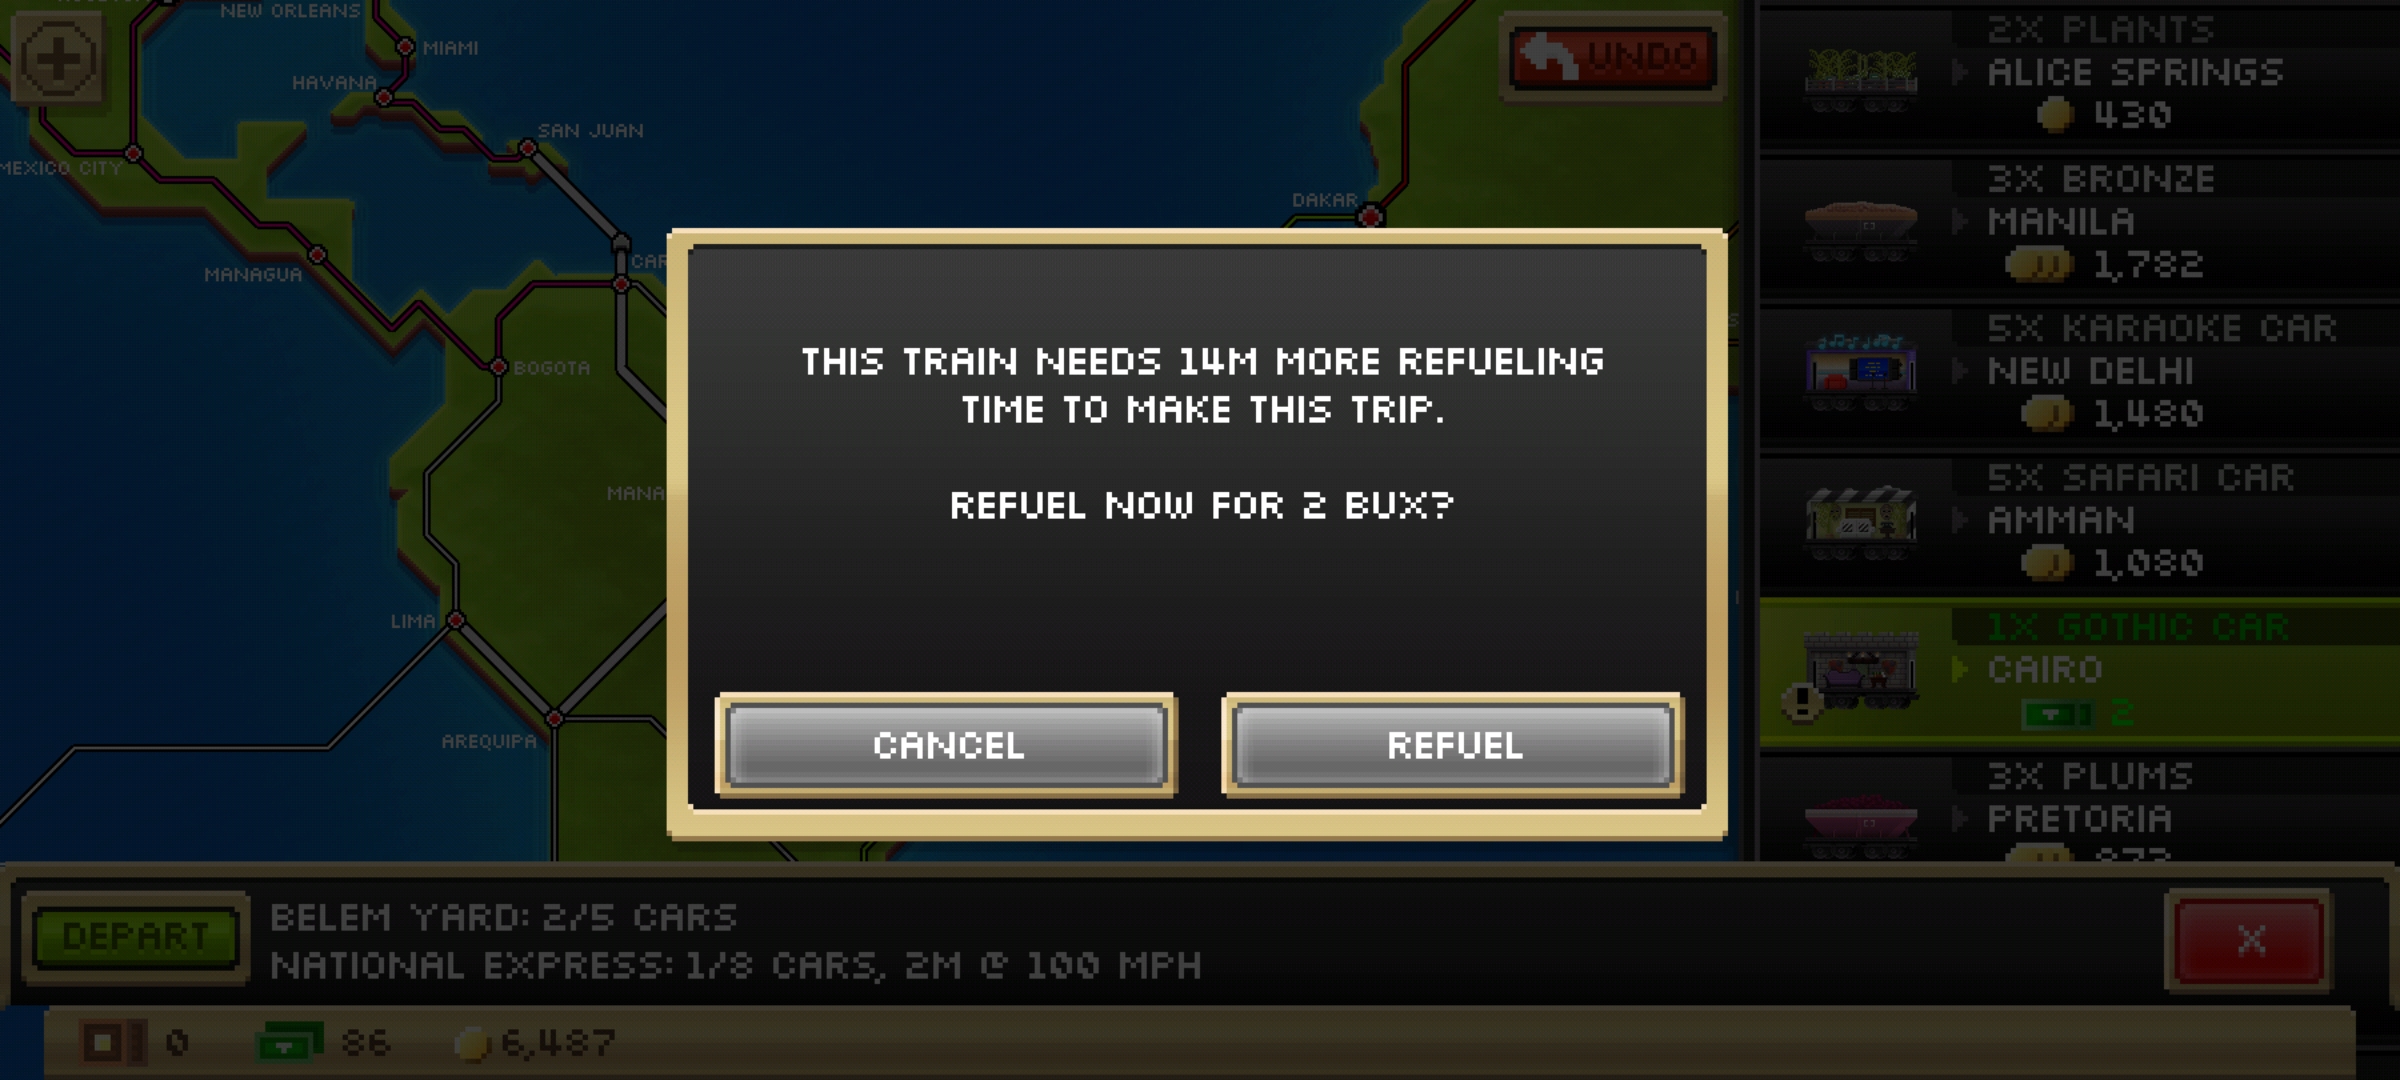 NEW ORLEANS
MIAMI
HAVANA
SAN JUAN
MEXICO CITY
DAKAR
MANAGUA
CAR
BOGOTA
MANA
LIMA
AREQUIPA
UNDO
2X PLANTS
ALICE SPRINGS
430
3X BRONZE
MANILA
1,782
5X KARAOKE CAR
NEW DELHI
1,480
5X SAFARI CAR
AMMAN
1,080
1X GOTHIC CAR
CAIRO
2
3X PLUMS
PRETORIA
THIS TRAIN NEEDS 14M MORE REFUELING
TIME TO MAKE THIS TRIP.
REFUEL NOW FOR 2 BUX?
CANCEL
REFUEL
DEPART
BELEM YARD: 2/5 CARS
NATIONAL EXPRESS: 1/8 CARS, 2M @ 100 MPH
X
0
86
6,487